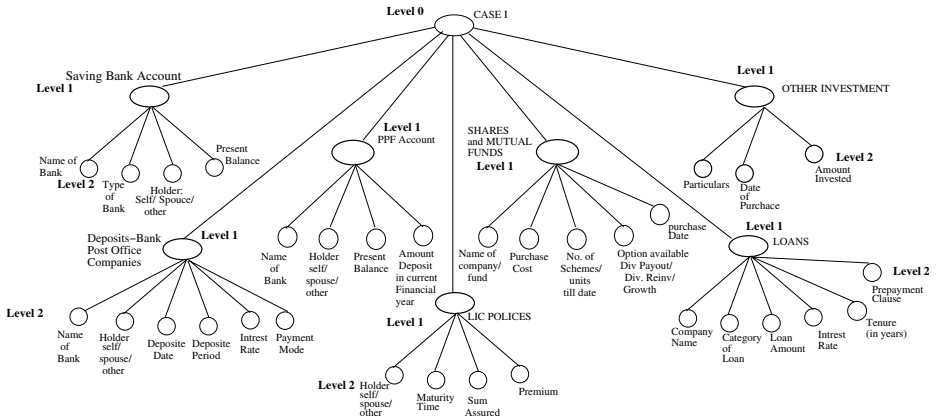 Level 0
CASE I
Saving Bank Account
Level 1
Name of
Bank
Level 2
Type
of
Bank
Holder:
Self/ Spouce/
other
Present
Balance
Level 1
PPF Account
Name
of
Bank
Holder
self/
spouse/
other
Present
Balance
Amount
Deposit
in current
Financial
year
SHARES
and MUTUAL
FUNDS
Level 1
Name of
company/
fund
Purchase
Cost
No. of
Schemes/
units
till date
Option available
Div Payout/
Div. Reinv/
Growth
purchase
Date
Level 1
OTHER INVESTMENT
Particulars
Date
of
Purchace
Level 2
Amount
Invested
Deposits–Bank
Post Office
Companies
Level 1
Level 2
Name
of
Bank
Holder
self/
spouse/
other
Deposite
Date
Deposite
Period
Intrest
Rate
Payment
Mode
LIC POLICES
Level 1
Level 2
Holder
self/
spouse/
other
Maturity
Time
Sum
Assured
Premium
Level 1
LOANS
Company
Name
Category
of
Loan
Loan
Amount
Intrest
Rate
Tenure
(in years)
Level 2
Prepayment
Clause